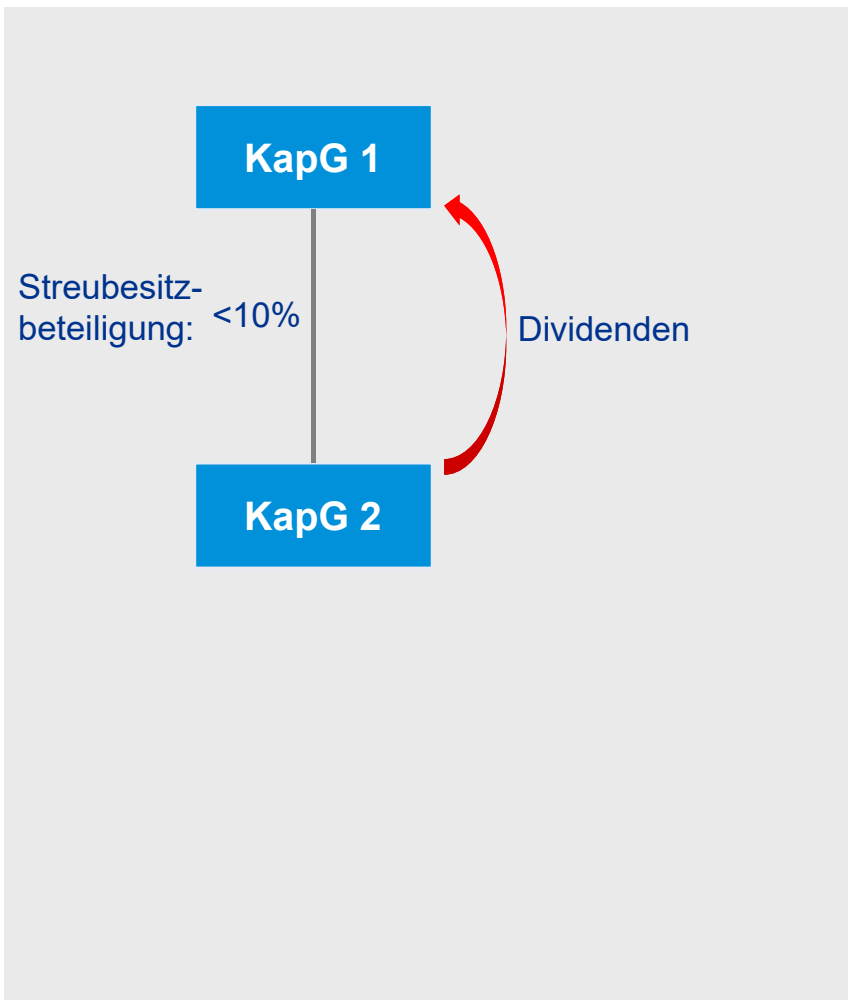 KapG 1
Streubesitz-
beteiligung:
<10%
Dividenden
KapG 2